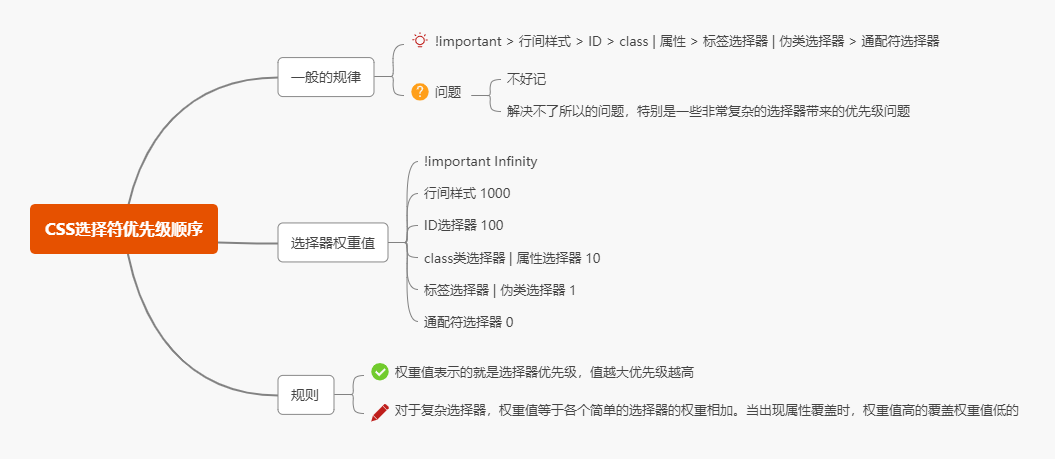 CSS选择符优先级顺序
一般的规律
!important > 行间样式 > ID > class | 属性 > 标签选择器 | 伪类选择器 > 通配符选择器
问题
不好记
解决不了所以的问题，特别是一些非常复杂的选择器带来的优先级问题
选择器权重值
!important Infinity
行间样式 1000
ID选择器 100
class类选择器 | 属性选择器 10
标签选择器 | 伪类选择器 1
通配符选择器 0
规则
权重值表示的就是选择器优先级，值越大优先级越高
对于复杂选择器，权重值等于各个简单的选择器的权重相加。当出现属性覆盖时，权重值高的覆盖权重值低的